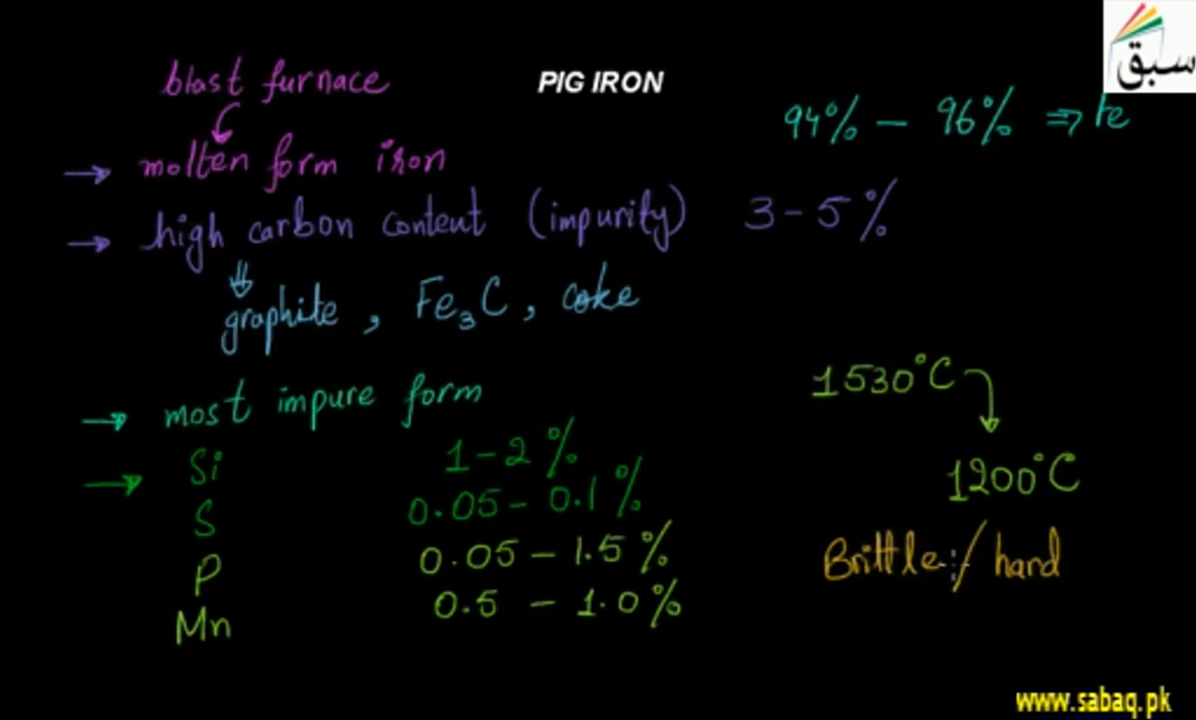 سبق
blast furnace PIG IRON
94% - 96% ⇒ Fe
→ molten form iron
→ high carbon content (impurity) 3 - 5%
graphite, Fe₃C, coke
1530°C
→ most impure form
→ Si 1 - 2%
1200°C
S 0.05 - 0.1%
P 0.05 - 1.5% Brittle / hard
Mn 0.5 - 1.0%
www.sabaq.pk